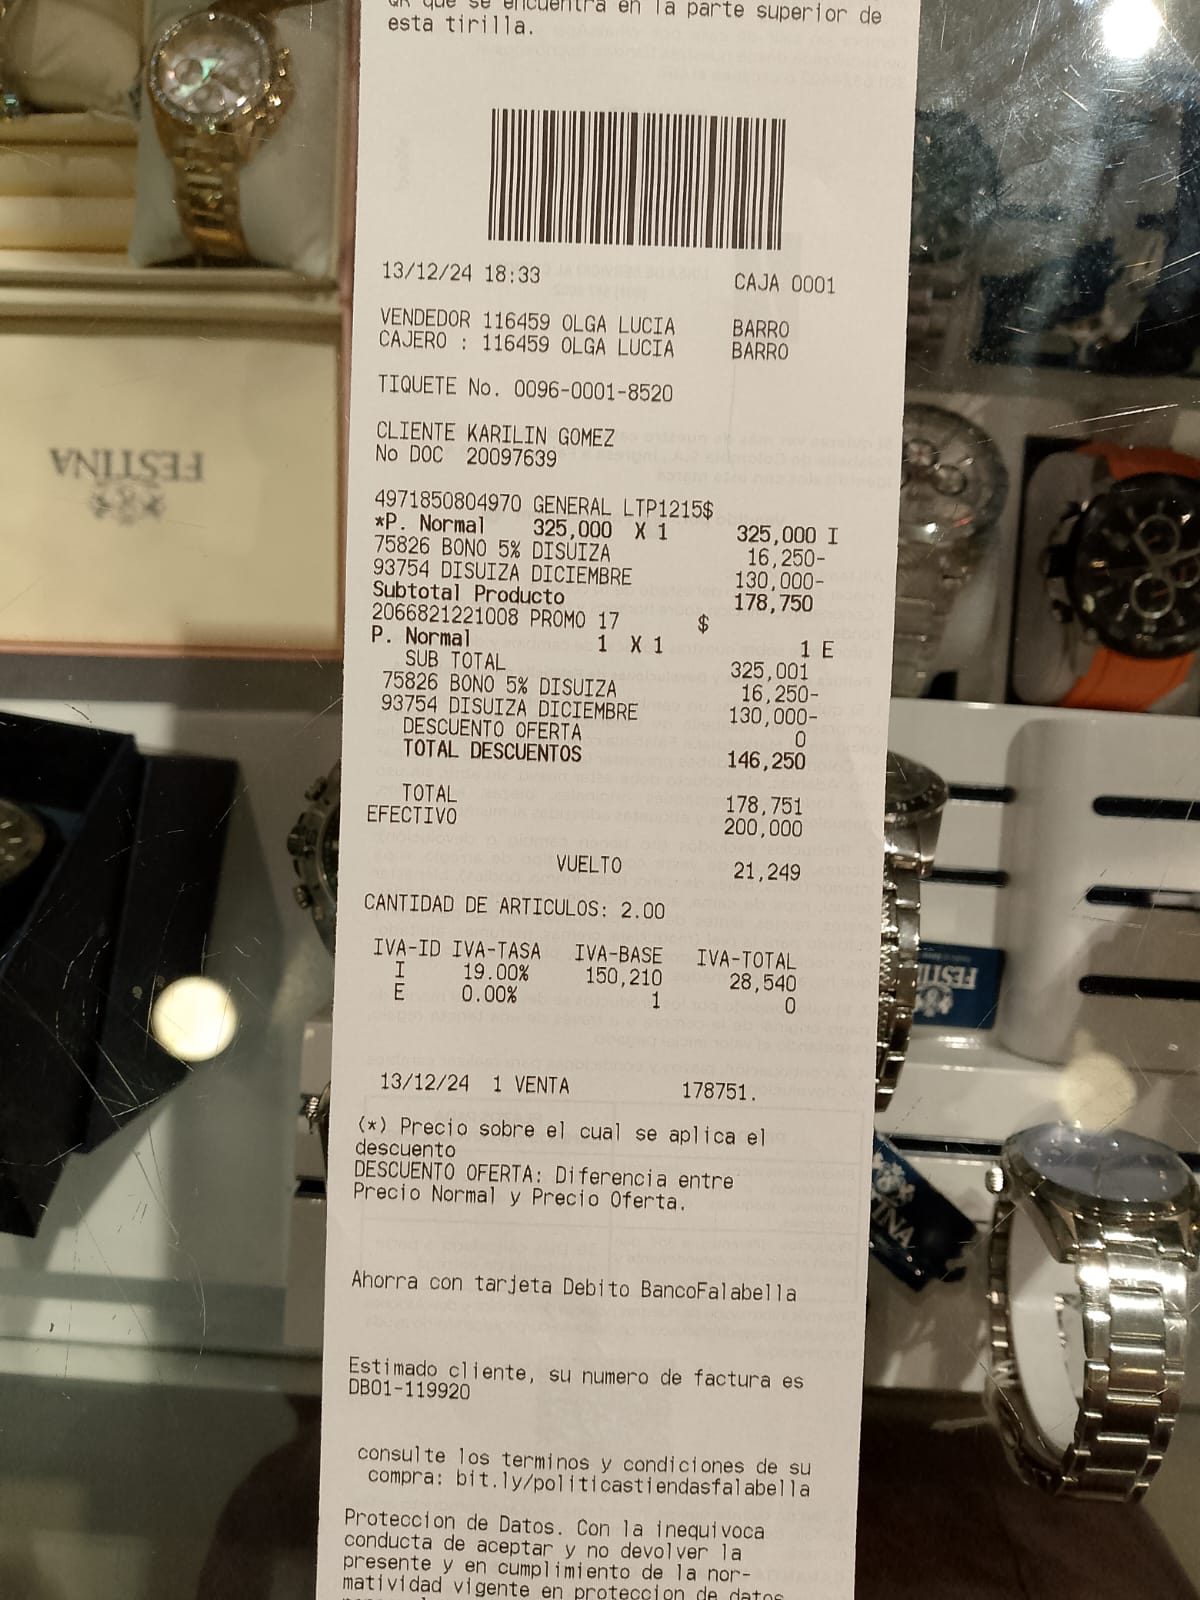 QR que se encuentra en la parte superior de
esta tirilla.
13/12/24 18:33 CAJA 0001
VENDEDOR 116459 OLGA LUCIA BARRO
CAJERO : 116459 OLGA LUCIA BARRO
TIQUETE No. 0096-0001-8520
CLIENTE KARILIN GOMEZ
No DOC 20097639
4971850804970 GENERAL LTP1215$
*P. Normal 325,000 X 1 325,000 I
75826 BONO 5% DISUIZA 16,250-
93754 DISUIZA DICIEMBRE 130,000-
Subtotal Producto 178,750
2066821221008 PROMO 17 $
P. Normal 1 X 1 1 E
SUB TOTAL 325,001
75826 BONO 5% DISUIZA 16,250-
93754 DISUIZA DICIEMBRE 130,000-
DESCUENTO OFERTA 0
TOTAL DESCUENTOS 146,250
TOTAL 178,751
EFECTIVO 200,000
VUELTO 21,249
CANTIDAD DE ARTICULOS: 2.00
IVA-ID IVA-TASA IVA-BASE IVA-TOTAL
I 19.00% 150,210 28,540
E 0.00% 1 0
13/12/24 1 VENTA 178751.
(*) Precio sobre el cual se aplica el
descuento
DESCUENTO OFERTA: Diferencia entre
Precio Normal y Precio Oferta.
Ahorra con tarjeta Debito BancoFalabella
Estimado cliente, su numero de factura es
DB01-119920
consulte los terminos y condiciones de su
compra: bit.ly/politicastiendasfalabella
Proteccion de Datos. Con la inequivoca
conducta de aceptar y no devolver la
presente y en cumplimiento de la nor-
matividad vigente en proteccion de datos
FESTINA
FESTI
TINA